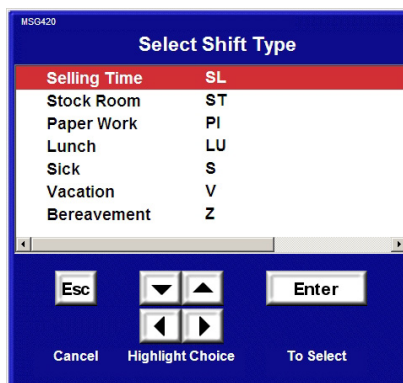 MSG420
Select Shift Type
Selling Time SL
Stock Room ST
Paper Work PI
Lunch LU
Sick S
Vacation V
Bereavement Z
Esc
Enter
Cancel Highlight Choice To Select